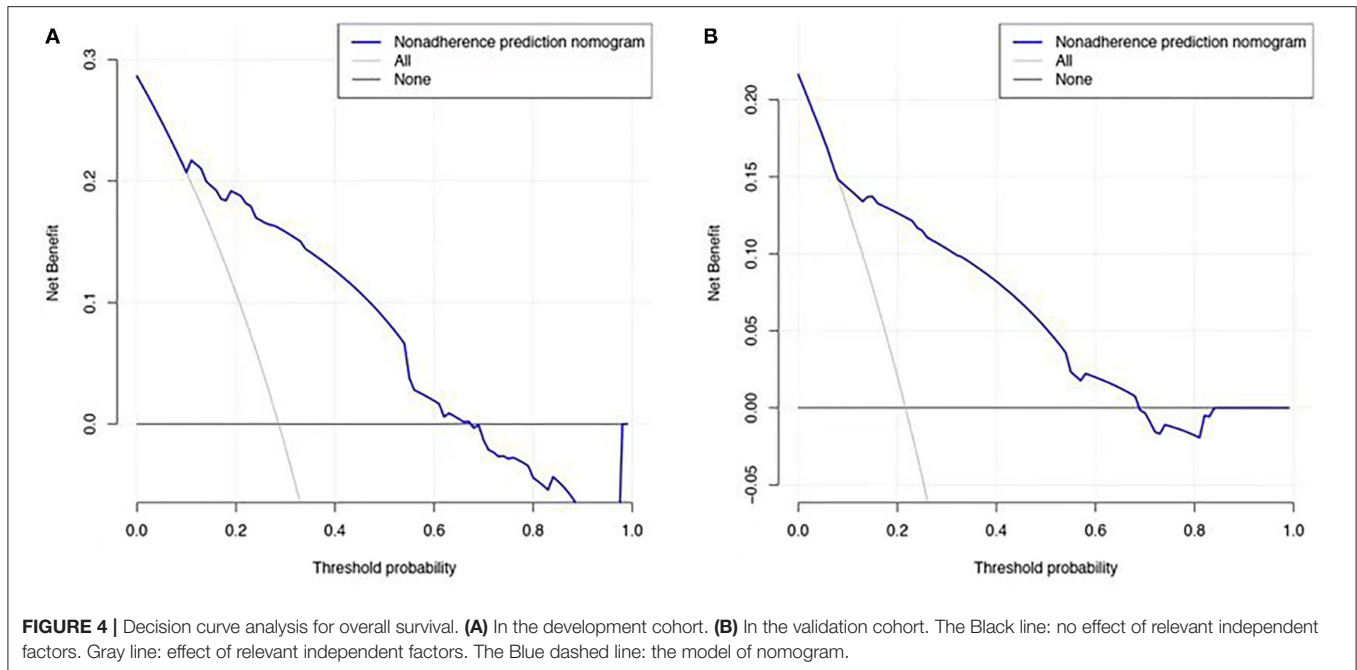 A
Nonadherence prediction nomogram
All
None
Net Benefit
0.3
0.2
0.1
0.0
0.0 0.2 0.4 0.6 0.8 1.0
Threshold probability
B
Nonadherence prediction nomogram
All
None
Net Benefit
0.20
0.15
0.10
0.05
0.00
−0.05
0.0 0.2 0.4 0.6 0.8 1.0
Threshold probability
FIGURE 4 | Decision curve analysis for overall survival. (A) In the development cohort. (B) In the validation cohort. The Black line: no effect of relevant independent
factors. Gray line: effect of relevant independent factors. The Blue dashed line: the model of nomogram.